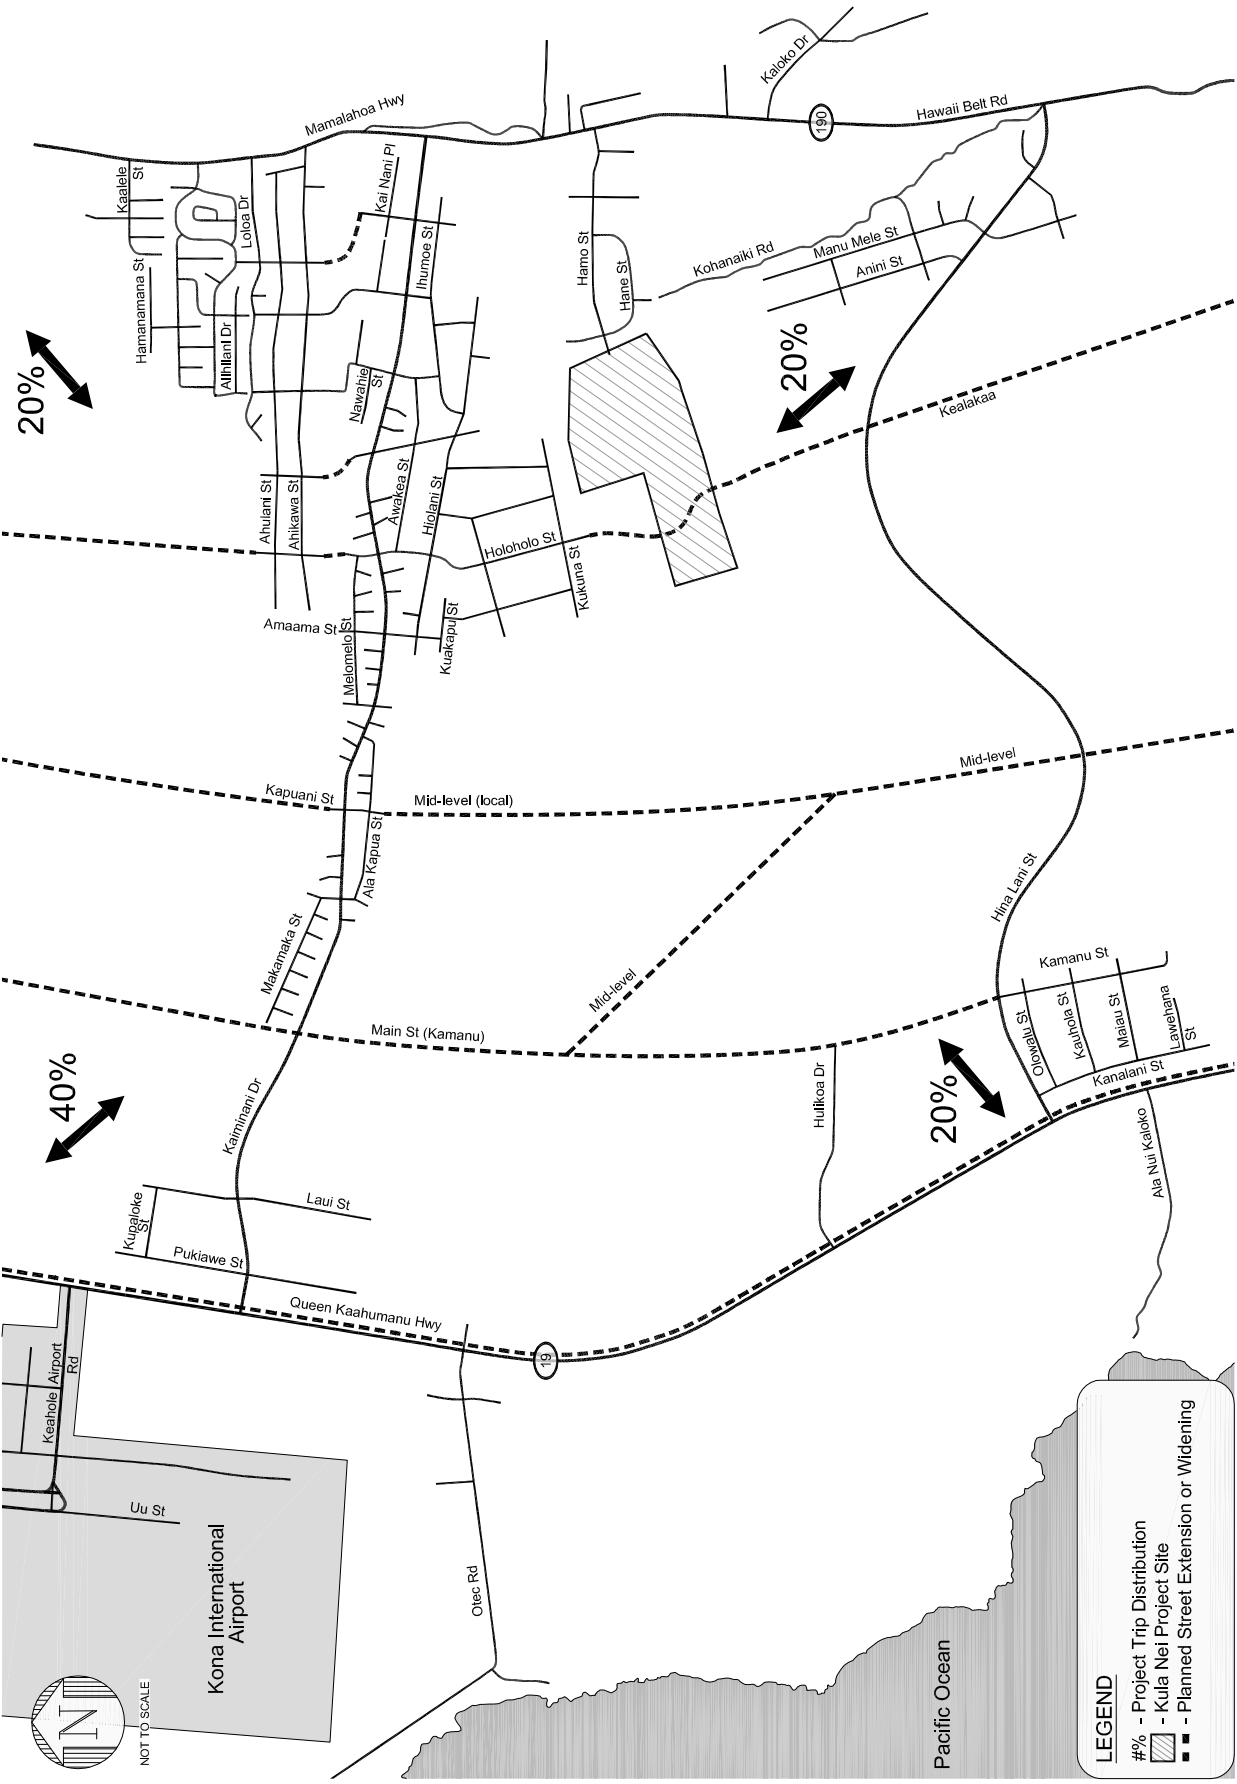 Kaloko Dr
Mamalahoa Hwy
Hawaii Belt Rd
190
Kaalele
St
Loloa Dr
Kai Nani Pl
Hamanamana St
Ihumoe St
Hamo St
Hane St
Kohanaiki Rd
Manu Mele St
Anini St
20%
Alihilani Dr
Nawahie
St
20%
Kealakaa
Ahulani St
Ahikawa St
Awakea St
Hiolani St
Holoholo St
Kukuna St
Amaama St
Melomelo St
Kuakapu St
Kapuani St
Mid-level (local)
Mid-level
Ala Kapua St
Makamaka St
Hina Lani St
Mid-level
Main St (Kamanu)
Kamanu St
Olowalu St
Kauhola St
Maiau St
Lawehana
St
Kanalani St
40%
Kaiminani Dr
Hulikoa Dr
20%
Ala Nui Kaloko
Laui St
Kupaloke
St
Pukiawe St
Queen Kaahumanu Hwy
19
Keahole Airport
Rd
Uu St
Kona International
Airport
Otec Rd
Pacific Ocean
N
NOT TO SCALE
LEGEND
#% - Project Trip Distribution
- Kula Nei Project Site
- Planned Street Extension or Widening